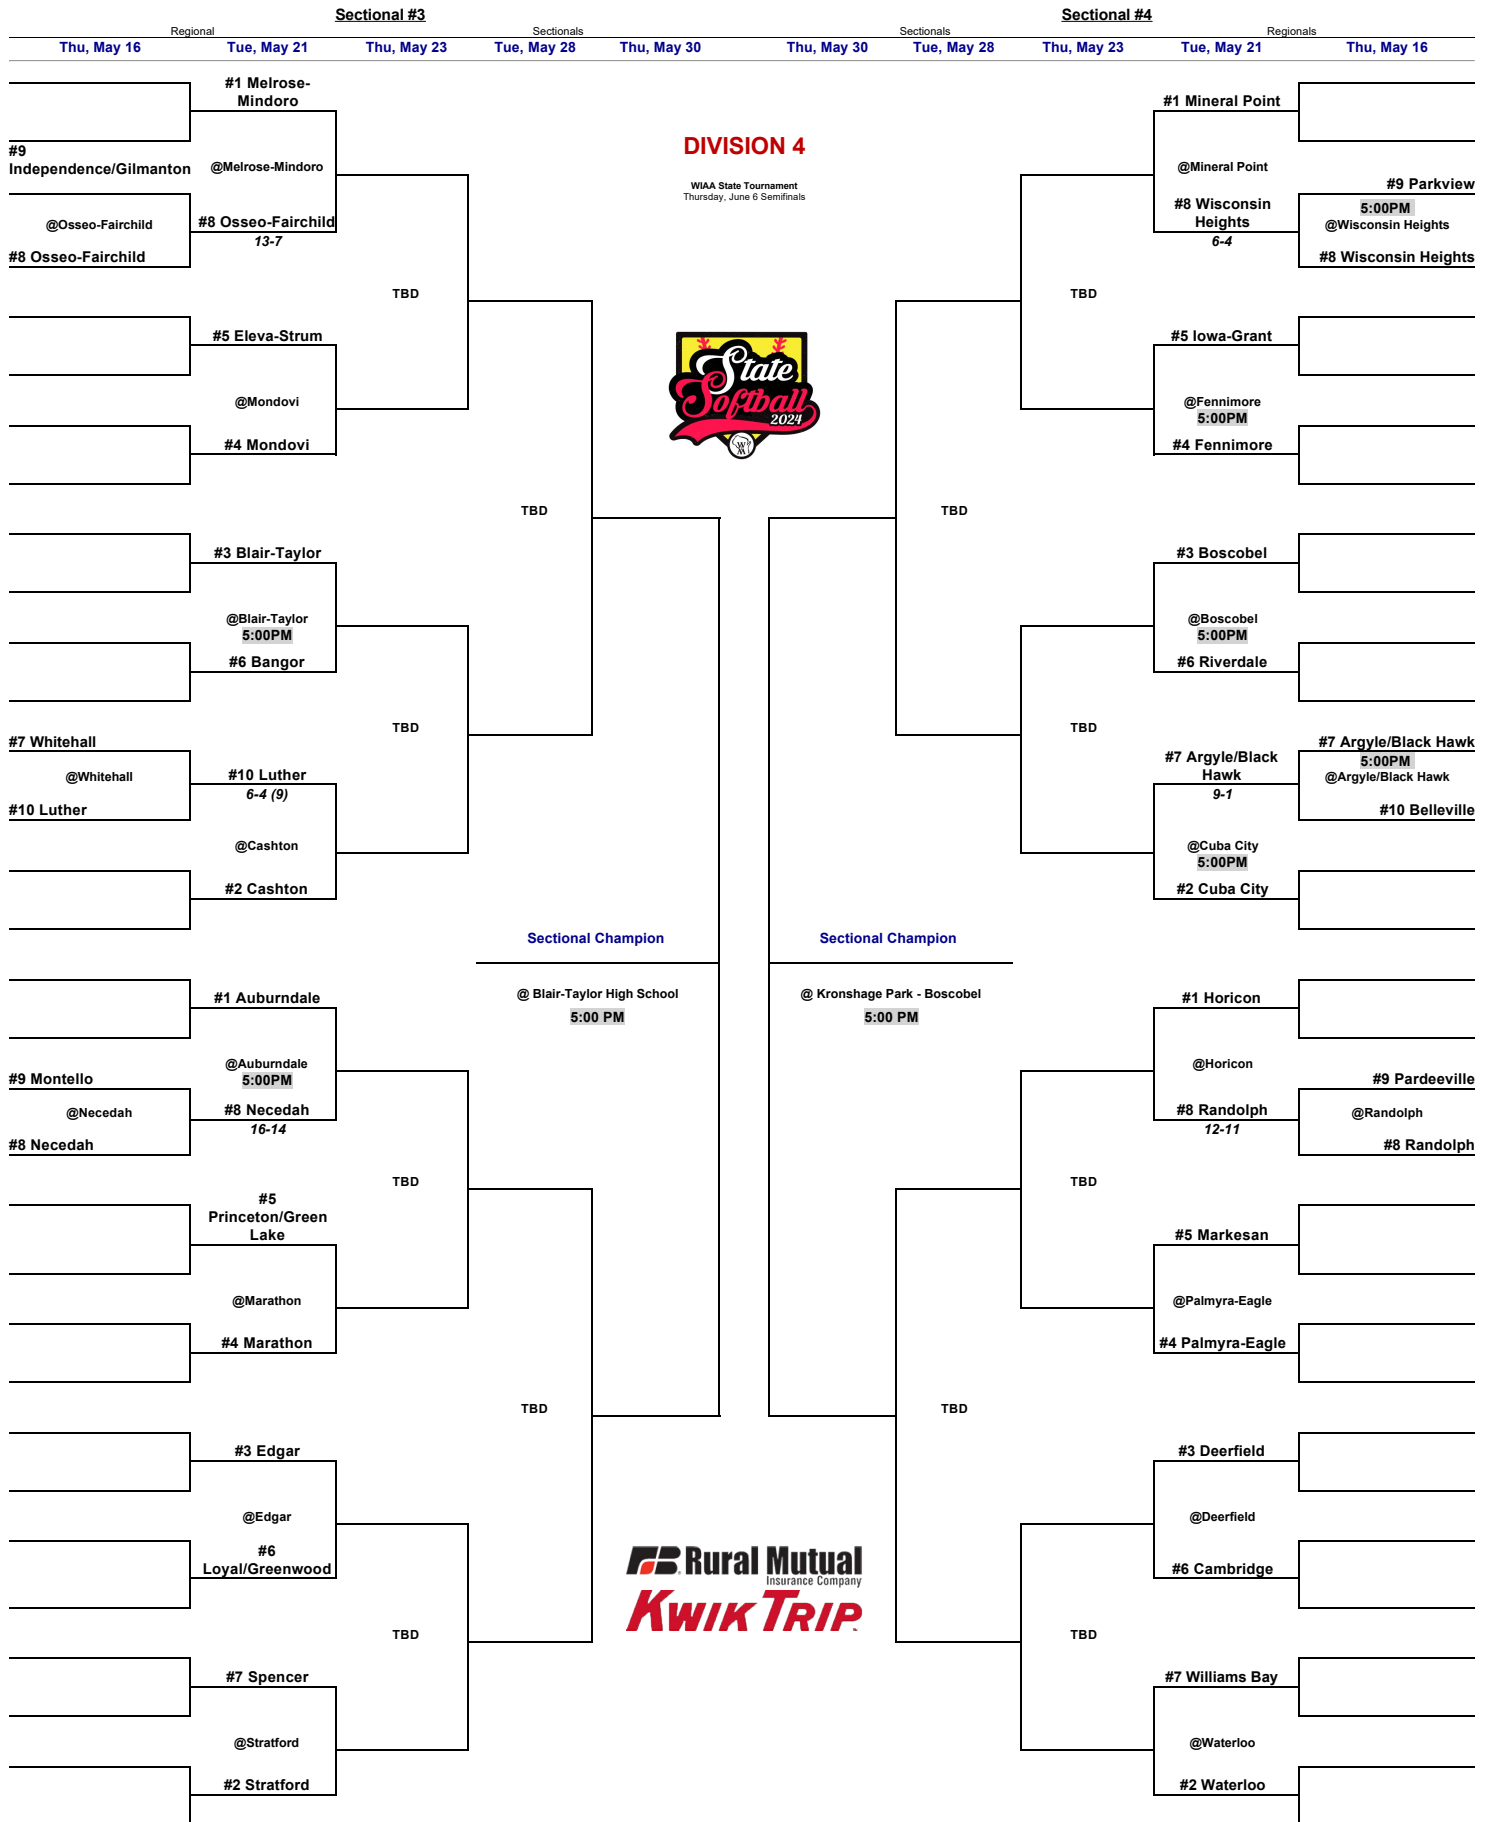 Sectional #3
Sectional #4
Regional
Sectionals
Sectionals
Regionals
Thu, May 16
Tue, May 21
Thu, May 23
Tue, May 28
Thu, May 30
Thu, May 30
Tue, May 28
Thu, May 23
Tue, May 21
Thu, May 16
#1 Melrose-
Mindoro
#9
Independence/Gilmanton
@Melrose-Mindoro
@Osseo-Fairchild
#8 Osseo-Fairchild
13-7
#8 Osseo-Fairchild
TBD
#5 Eleva-Strum
@Mondovi
#4 Mondovi
TBD
#3 Blair-Taylor
@Blair-Taylor
5:00PM
#6 Bangor
TBD
#7 Whitehall
@Whitehall
#10 Luther
6-4 (9)
#10 Luther
@Cashton
#2 Cashton
Sectional Champion
@ Blair-Taylor High School
5:00 PM
#1 Auburndale
@Auburndale
5:00PM
#9 Montello
@Necedah
#8 Necedah
16-14
#8 Necedah
TBD
#5
Princeton/Green
Lake
@Marathon
#4 Marathon
TBD
#3 Edgar
@Edgar
#6
Loyal/Greenwood
TBD
#7 Spencer
@Stratford
#2 Stratford
DIVISION 4
WIAA State Tournament
Thursday, June 6 Semifinals
State
Softball
2024
Rural Mutual
Insurance Company
KWIK TRIP
#1 Mineral Point
@Mineral Point
#9 Parkview
5:00PM
@Wisconsin Heights
#8 Wisconsin
Heights
6-4
#8 Wisconsin Heights
TBD
#5 Iowa-Grant
@Fennimore
5:00PM
#4 Fennimore
TBD
#3 Boscobel
@Boscobel
5:00PM
#6 Riverdale
TBD
#7 Argyle/Black Hawk
5:00PM
@Argyle/Black Hawk
#7 Argyle/Black
Hawk
9-1
#10 Belleville
@Cuba City
5:00PM
#2 Cuba City
Sectional Champion
@ Kronshage Park - Boscobel
5:00 PM
#1 Horicon
@Horicon
#9 Pardeeville
@Randolph
#8 Randolph
12-11
#8 Randolph
TBD
#5 Markesan
@Palmyra-Eagle
#4 Palmyra-Eagle
TBD
#3 Deerfield
@Deerfield
#6 Cambridge
TBD
#7 Williams Bay
@Waterloo
#2 Waterloo